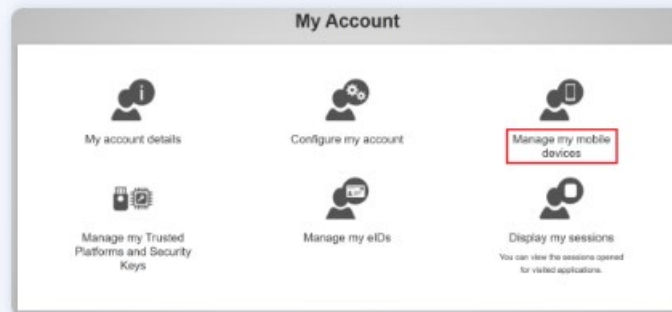 My Account
My account details
Configure my account
Manage my mobile
devices
Manage my Trusted
Platforms and Security
Keys
Manage my eIDs
Display my sessions
You can view the sessions opened
for visited applications.